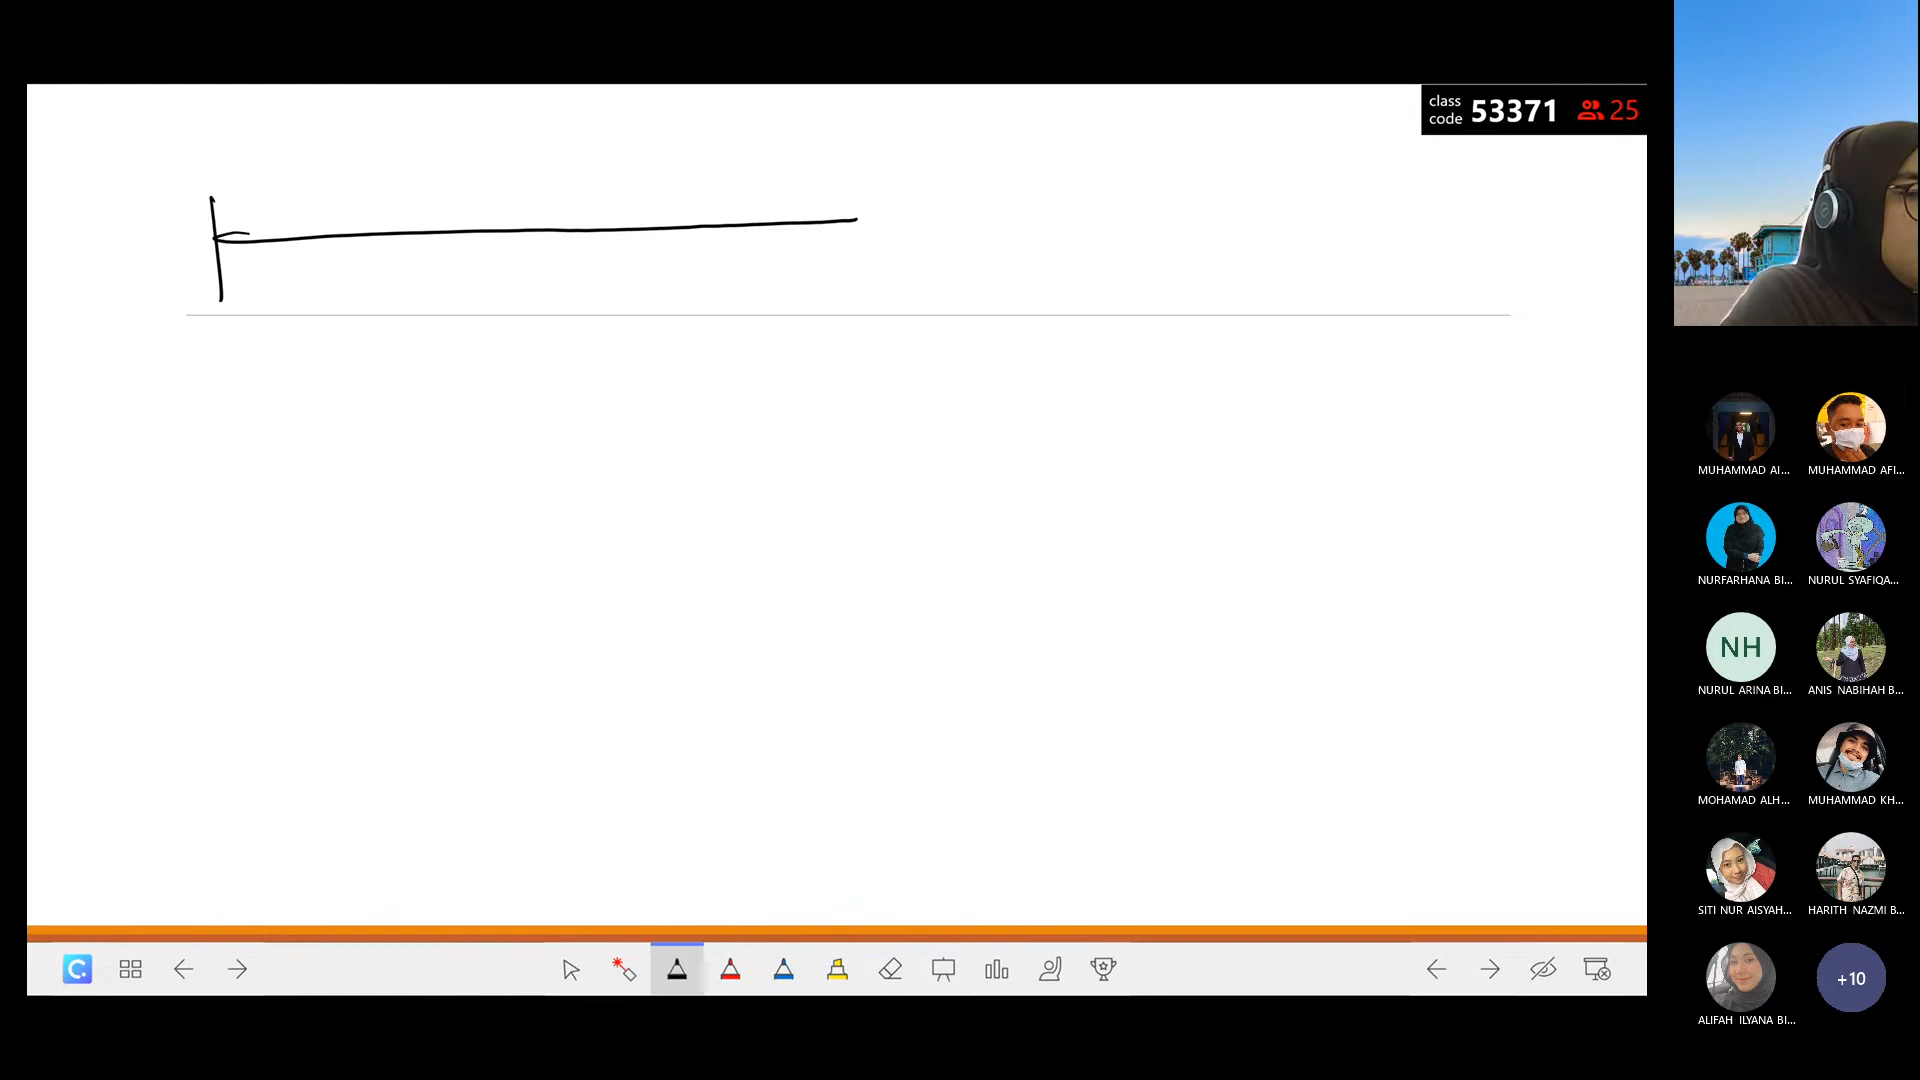 class
code 53371 25
MUHAMMAD AI... MUHAMMAD AFI...
NURFARHANA BI... NURUL SYAFIQA...
NH
NURUL ARINA BI... ANIS NABIHAH B...
MOHAMAD ALH... MUHAMMAD KH...
SITI NUR AISYAH... HARITH NAZMI B...
+10
ALIFAH ILYANA BI...